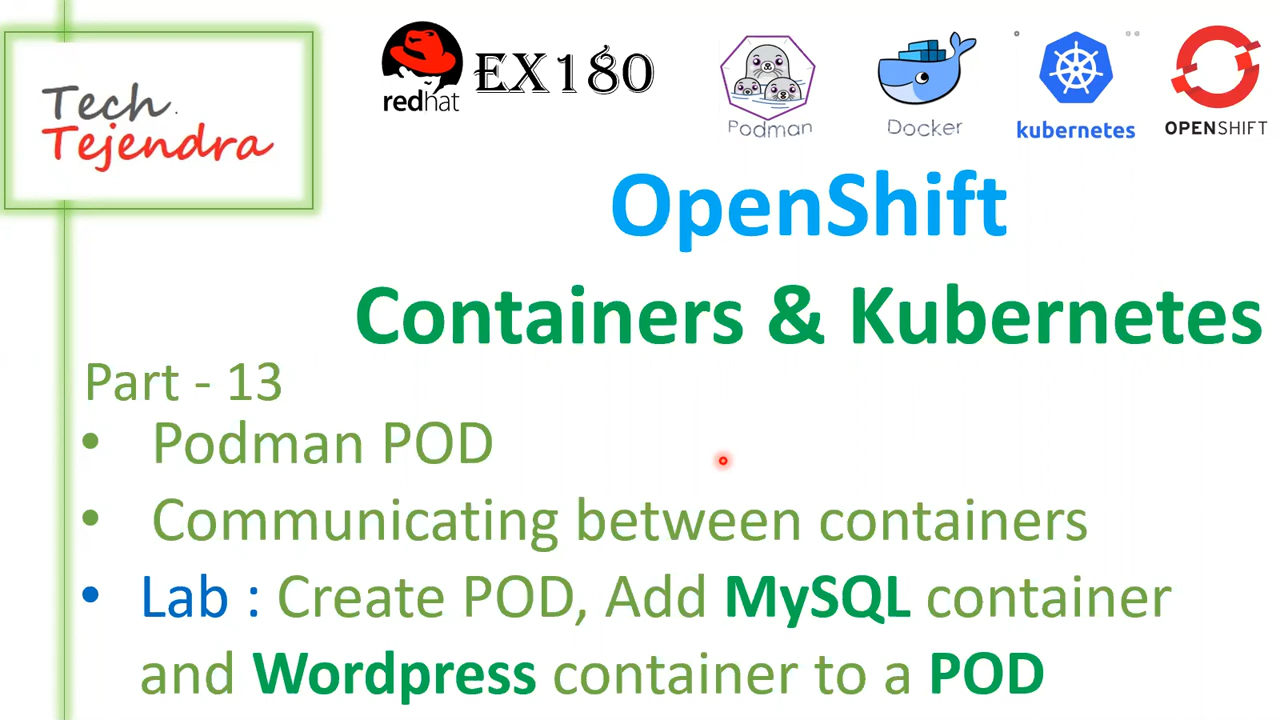 Tech
Tejendra
redhat
EX180
Podman
Docker
kubernetes
OPENSHIFT
OpenShift
Containers & Kubernetes
Part - 13
• Podman POD
• Communicating between containers
• Lab : Create POD, Add MySQL container
and Wordpress container to a POD